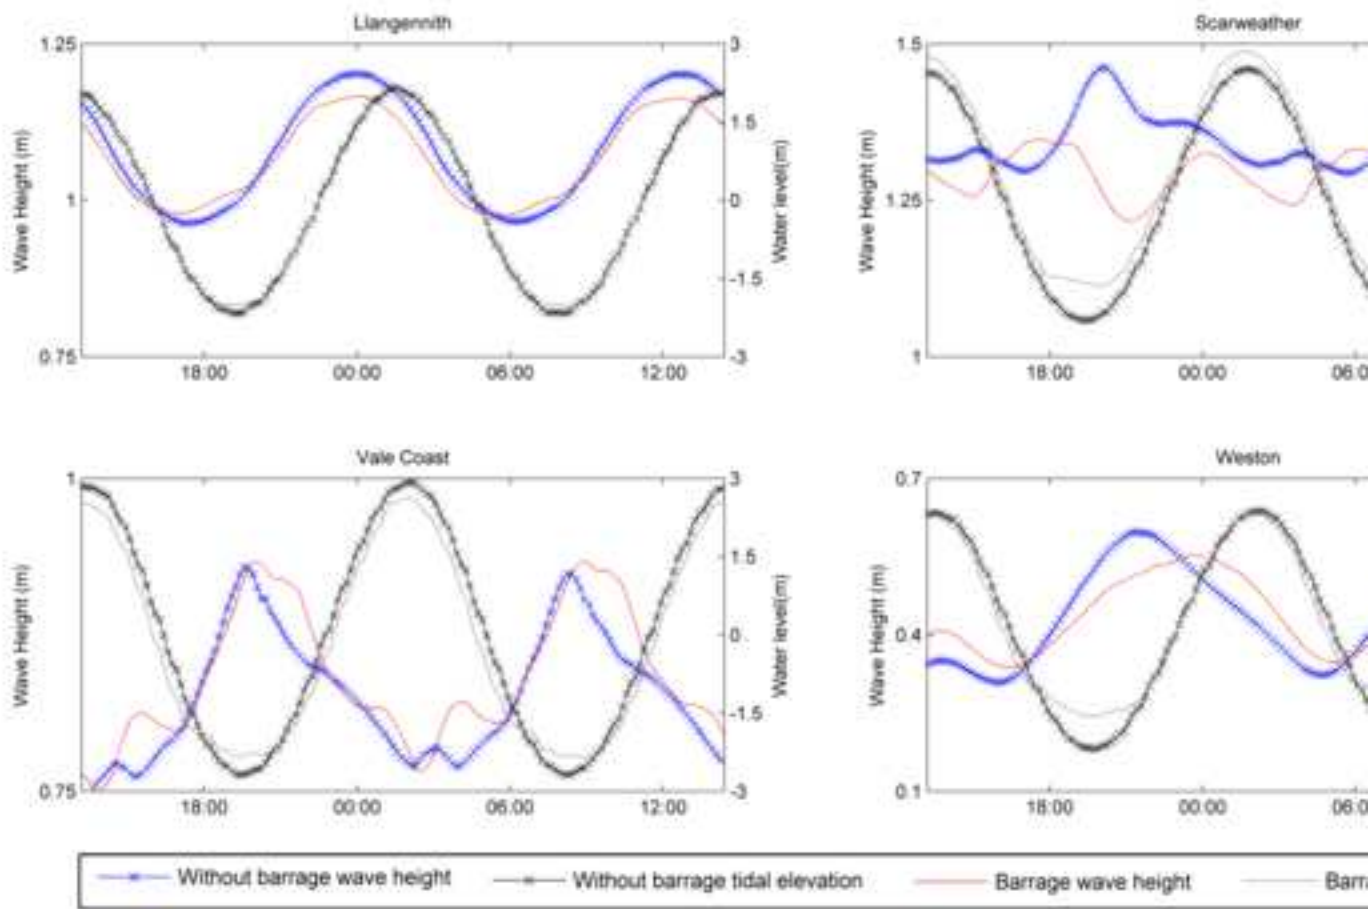 Llangennith
Scarweather
1.25
3
1.5
Wave Height (m)
1.5
Water level(m)
Wave Height (m)
1
0
1.25
-1.5
0.75
-3
1
18:00
00:00
06:00
12:00
18:00
00:00
Vale Coast
Weston
1
3
0.7
Wave Height (m)
1.5
Water level(m)
Wave Height (m)
0
0.4
-1.5
0.75
-3
0.1
18:00
00:00
06:00
12:00
18:00
00:00
Without barrage wave height
Without barrage tidal elevation
Barrage wave height